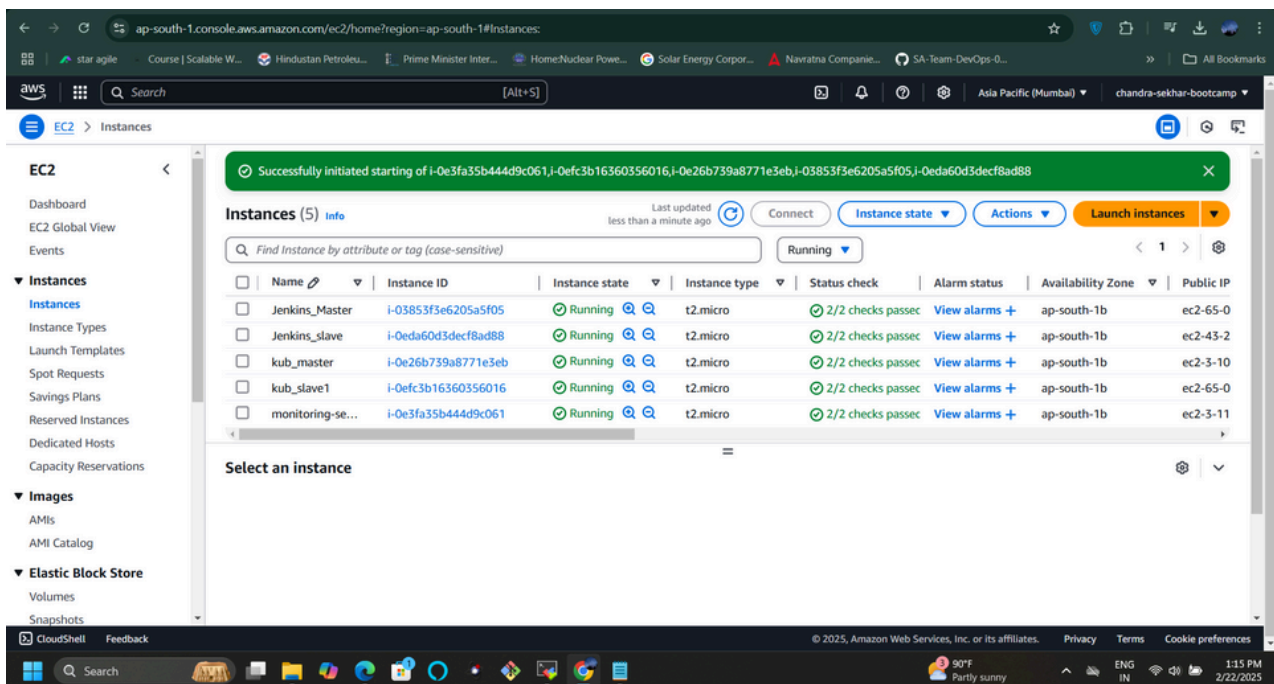 ap-south-1.console.aws.amazon.com/ec2/home?region=ap-south-1#Instances:
star agile Course | Scalable W... Hindustan Petroleu... Prime Minister Inter... Home:Nuclear Powe... Solar Energy Corpor... Navratna Companie... SA-Team-DevOps-0... » All Bookmarks
aws Search [Alt+S] Asia Pacific (Mumbai) ▼ chandra-sekhar-bootcamp ▼
EC2 > Instances
EC2
Dashboard
EC2 Global View
Events
Instances
Instances
Instance Types
Launch Templates
Spot Requests
Savings Plans
Reserved Instances
Dedicated Hosts
Capacity Reservations
Images
AMIs
AMI Catalog
Elastic Block Store
Volumes
Snapshots
Successfully initiated starting of i-0e3fa35b444d9c061,i-0efc3b16360356016,i-0e26b739a8771e3eb,i-03853f3e6205a5f05,i-0eda60d3decf8ad88
Instances (5) Info Last updated less than a minute ago Connect Instance state ▼ Actions ▼ Launch instances ▼
Find Instance by attribute or tag (case-sensitive) Running ▼ < 1 >
Name Instance ID Instance state Instance type Status check Alarm status Availability Zone Public IP
Jenkins_Master i-03853f3e6205a5f05 Running t2.micro 2/2 checks passec View alarms + ap-south-1b ec2-65-0
Jenkins_slave i-0eda60d3decf8ad88 Running t2.micro 2/2 checks passec View alarms + ap-south-1b ec2-43-2
kub_master i-0e26b739a8771e3eb Running t2.micro 2/2 checks passec View alarms + ap-south-1b ec2-3-10
kub_slave1 i-0efc3b16360356016 Running t2.micro 2/2 checks passec View alarms + ap-south-1b ec2-65-0
monitoring-se... i-0e3fa35b444d9c061 Running t2.micro 2/2 checks passec View alarms + ap-south-1b ec2-3-11
Select an instance
CloudShell Feedback © 2025, Amazon Web Services, Inc. or its affiliates. Privacy Terms Cookie preferences
Search 3 90°F Partly sunny ENG IN 1:15 PM 2/22/2025